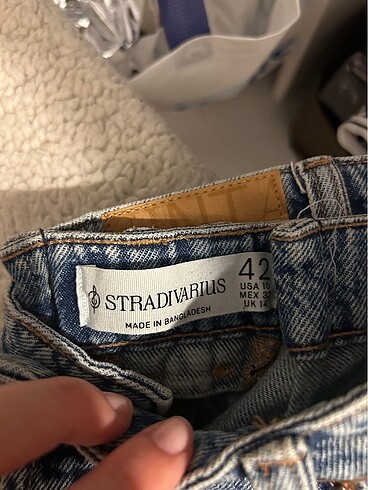 STRADIVARIUS
MADE IN BANGLADESH
42
USA 10
MEX 32
UK 14